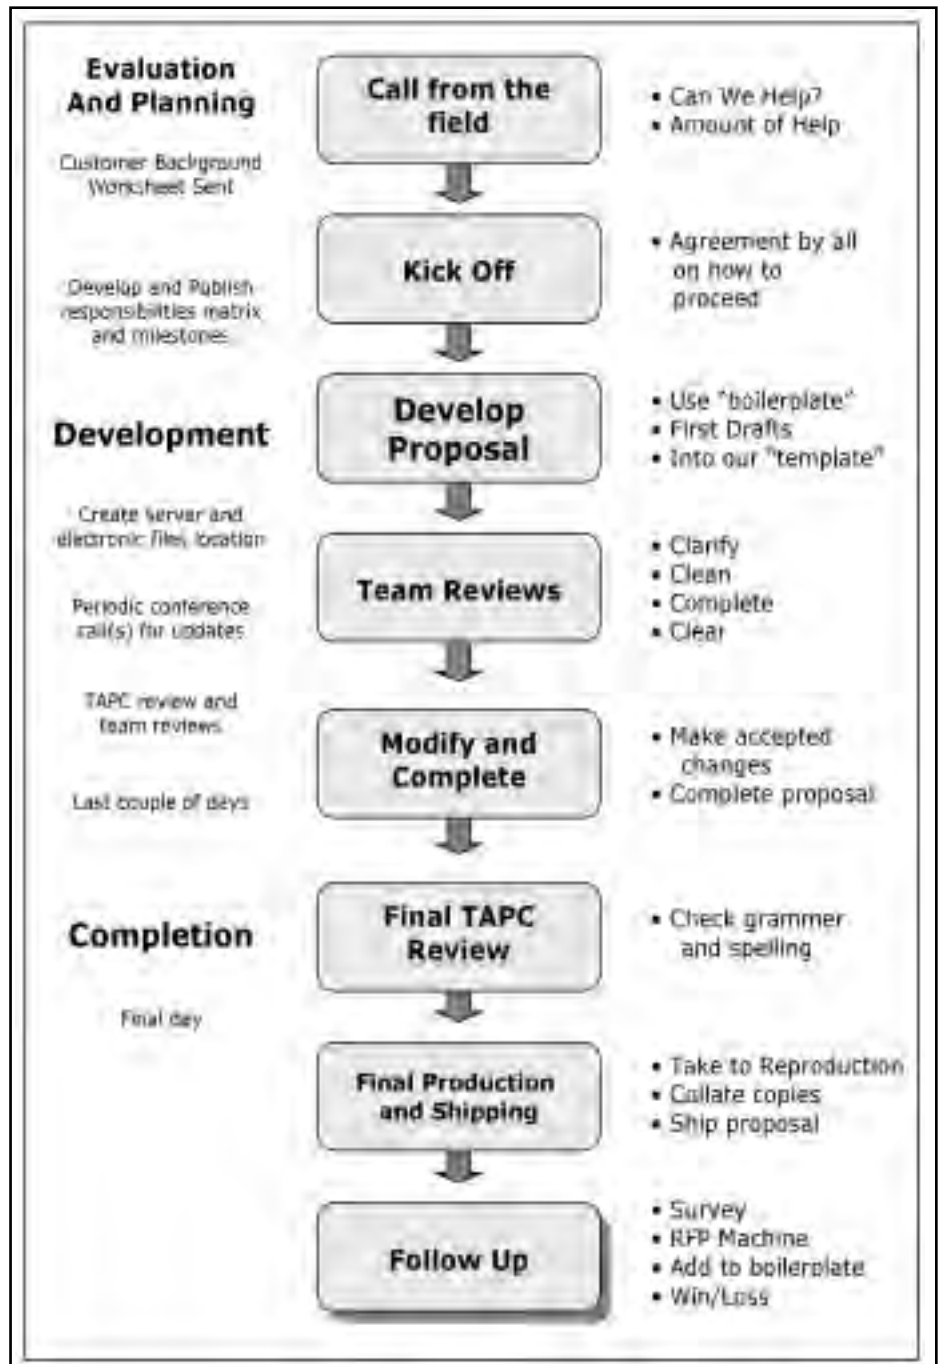 Evaluation
And Planning
Customer Background
Worksheet Sent
Develop and Publish
responsibilities matrix
and milestones
Development
Create server and
electronic files location
Periodic conference
call(s) for updates
TAPC review and
team reviews
Last couple of days
Completion
Final day
Call from the
field
Kick Off
Develop
Proposal
Team Reviews
Modify and
Complete
Final TAPC
Review
Final Production
and Shipping
Follow Up
• Can We Help?
• Amount of Help
• Agreement by all
on how to
proceed
• Use "boilerplate"
• First Drafts
• Into our "template"
• Clarify
• Clean
• Complete
• Clear
• Make accepted
changes
• Complete proposal
• Check grammer
and spelling
• Take to Reproduction
• Collate copies
• Ship proposal
• Survey
• RFP Machine
• Add to boilerplate
• Win/Loss